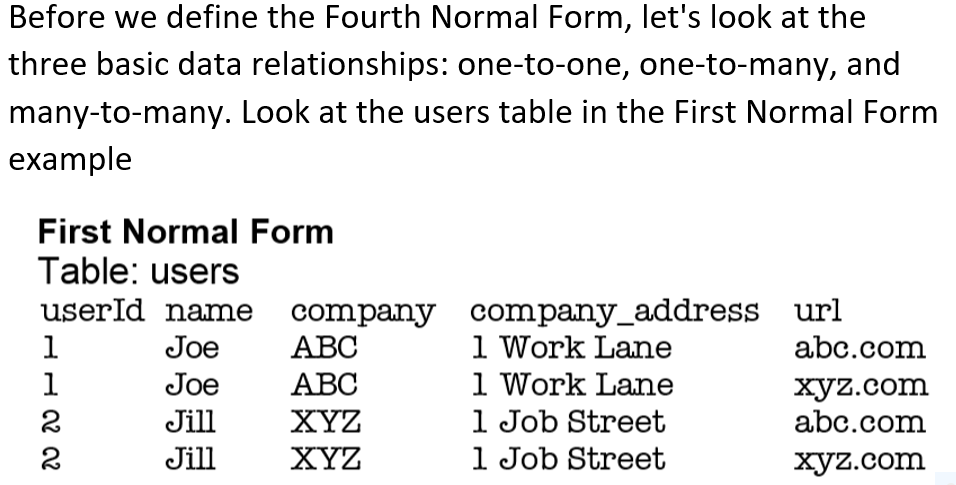 Before we define the Fourth Normal Form, let's look at the
three basic data relationships: one-to-one, one-to-many, and
many-to-many. Look at the users table in the First Normal Form
example
First Normal Form
Table: users
userId name company company_address url
1 Joe ABC 1 Work Lane abc.com
1 Joe ABC 1 Work Lane xyz.com
2 Jill XYZ 1 Job Street abc.com
2 Jill XYZ 1 Job Street xyz.com